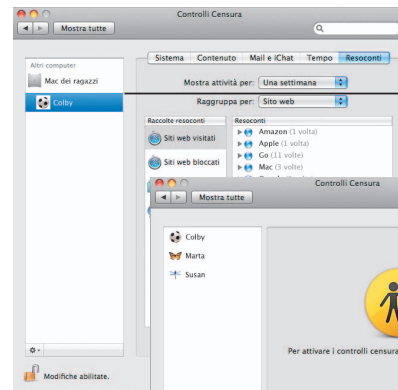 Controlli Censura
Mostra tutte
Sistema Contenuto Mail e iChat Tempo Resoconti
Altri computer
Mac dei ragazzi
Colby
Mostra attività per: Una settimana
Raggruppa per: Sito web
Raccolte resoconti
Siti web visitati
Siti web bloccati
Resoconti
Amazon (1 volta)
Apple (1 volta)
Go (11 volte)
Mac (3 volte)
Controlli Censura
Mostra tutte
Colby
Marta
Susan
Per attivare i controlli censura
Modifiche abilitate.